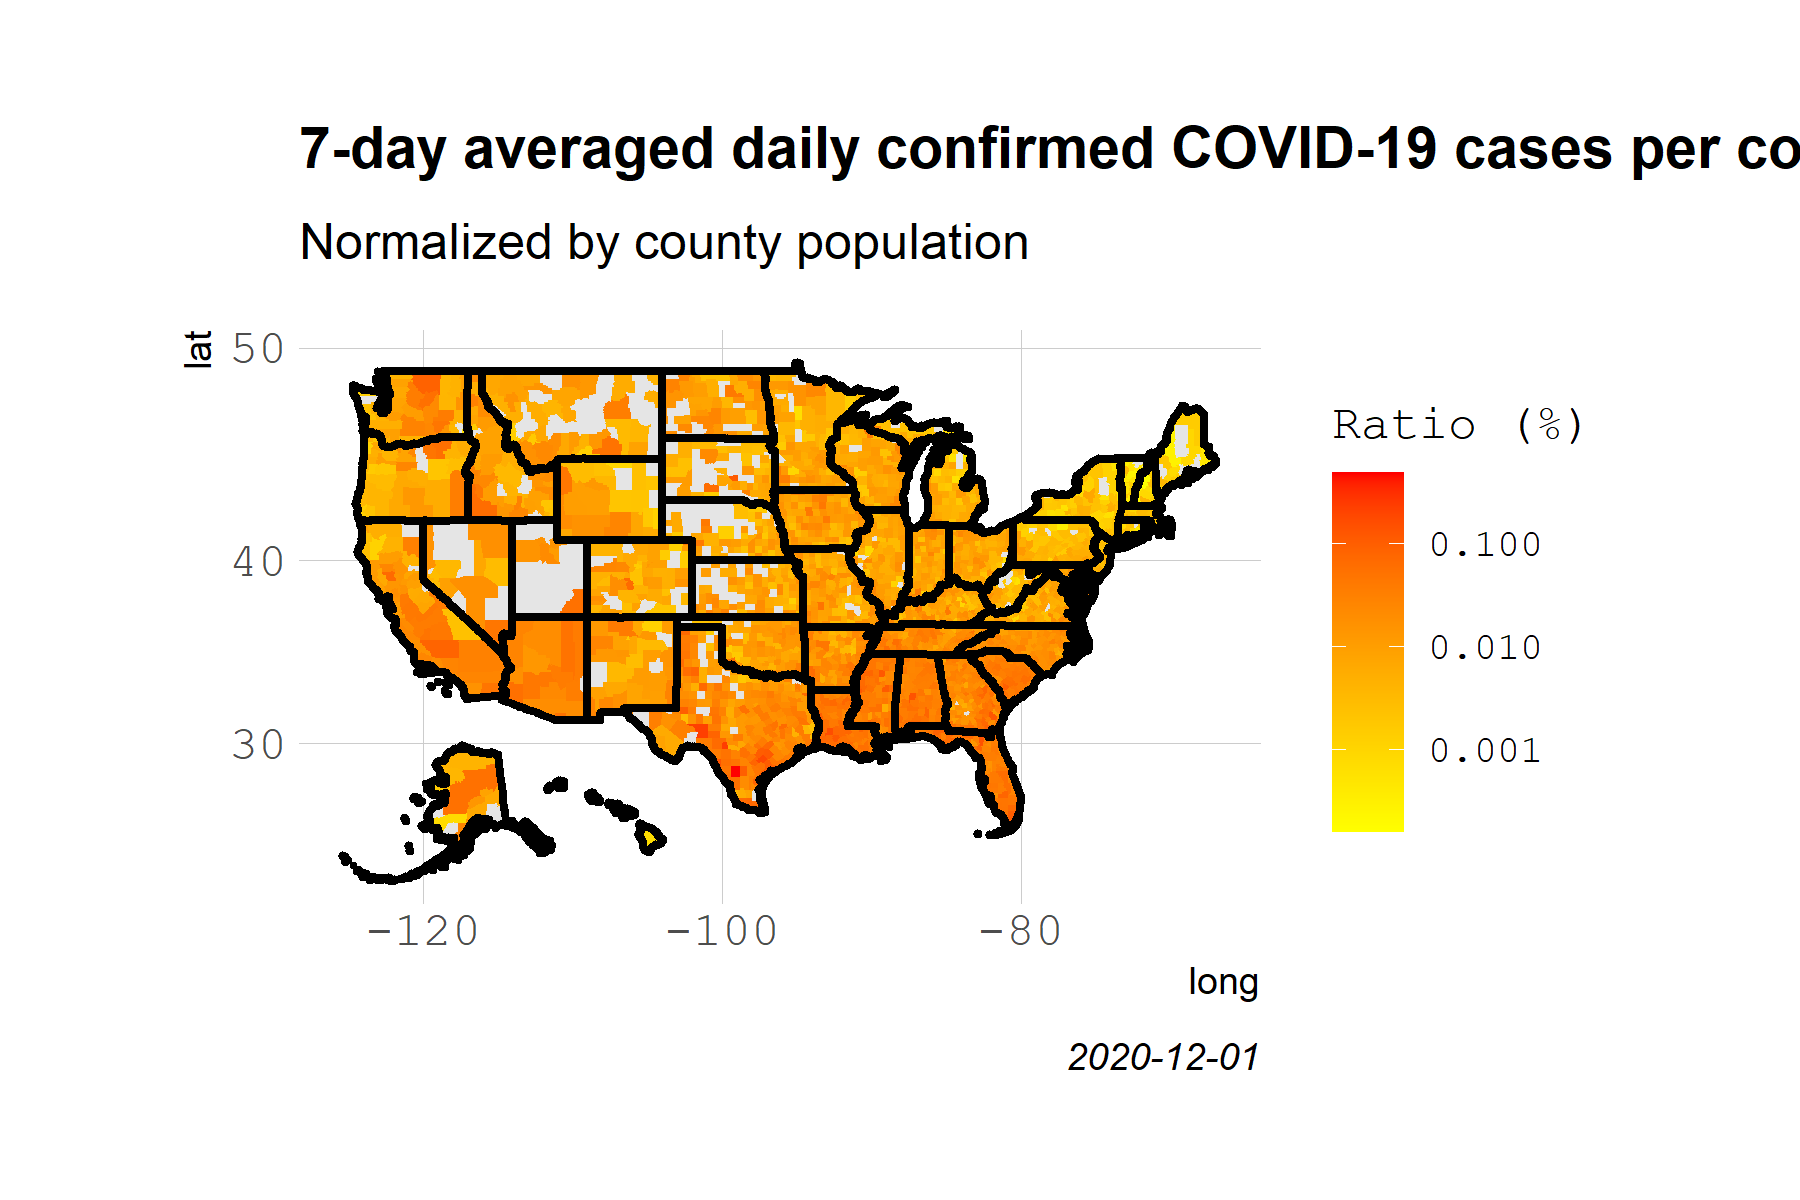 7-day averaged daily confirmed COVID-19 cases per co
Normalized by county population
lat
50
40
30
-120
-100
-80
long
2020-12-01
Ratio (%)
0.100
0.010
0.001